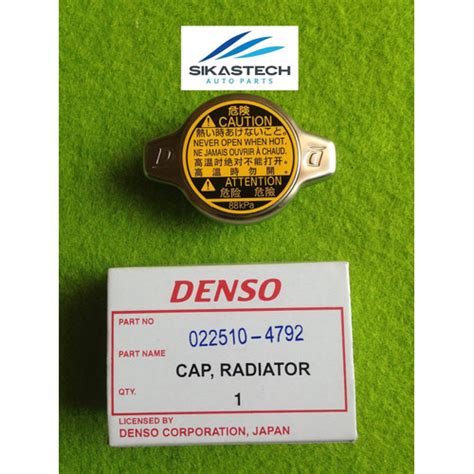 SIKASTECH
AUTO PARTS
危険
CAUTION
熱い時あけないこと。
NEVER OPEN WHEN HOT.
NE JAMAIS OUVRIR À CHAUD.
高温时绝对不能打开。
高溫時勿開。
ATTENTION
危险 危險
88kPa
D D
DENSO
PART NO
022510-4792
PART NAME
CAP, RADIATOR
QTY.
1
LICENSED BY
DENSO CORPORATION, JAPAN